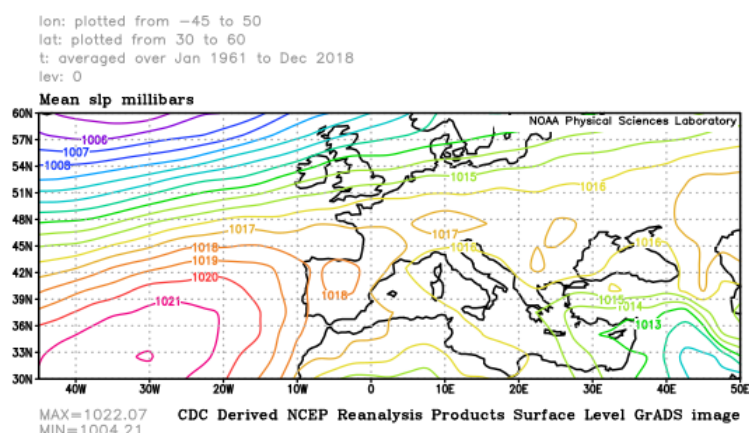 lon: plotted from -45 to 50
lat: plotted from 30 to 60
t: averaged over Jan 1961 to Dec 2018
lev: 0
Mean slp millibars
60N
NOAA Physical Sciences Laboratory
1006
57N
1007
1008
54N
1015
1016
51N
48N
1017
1017
45N
1018
1016
1016
1019
42N
1020
1018
1015
39N
1021
1014
1013
36N
33N
30N
40W 30W 20W 10W 0 10E 20E 30E 40E 50E
MAX=1022.07 CDC Derived NCEP Reanalysis Products Surface Level GrADS image
MIN=1004.21